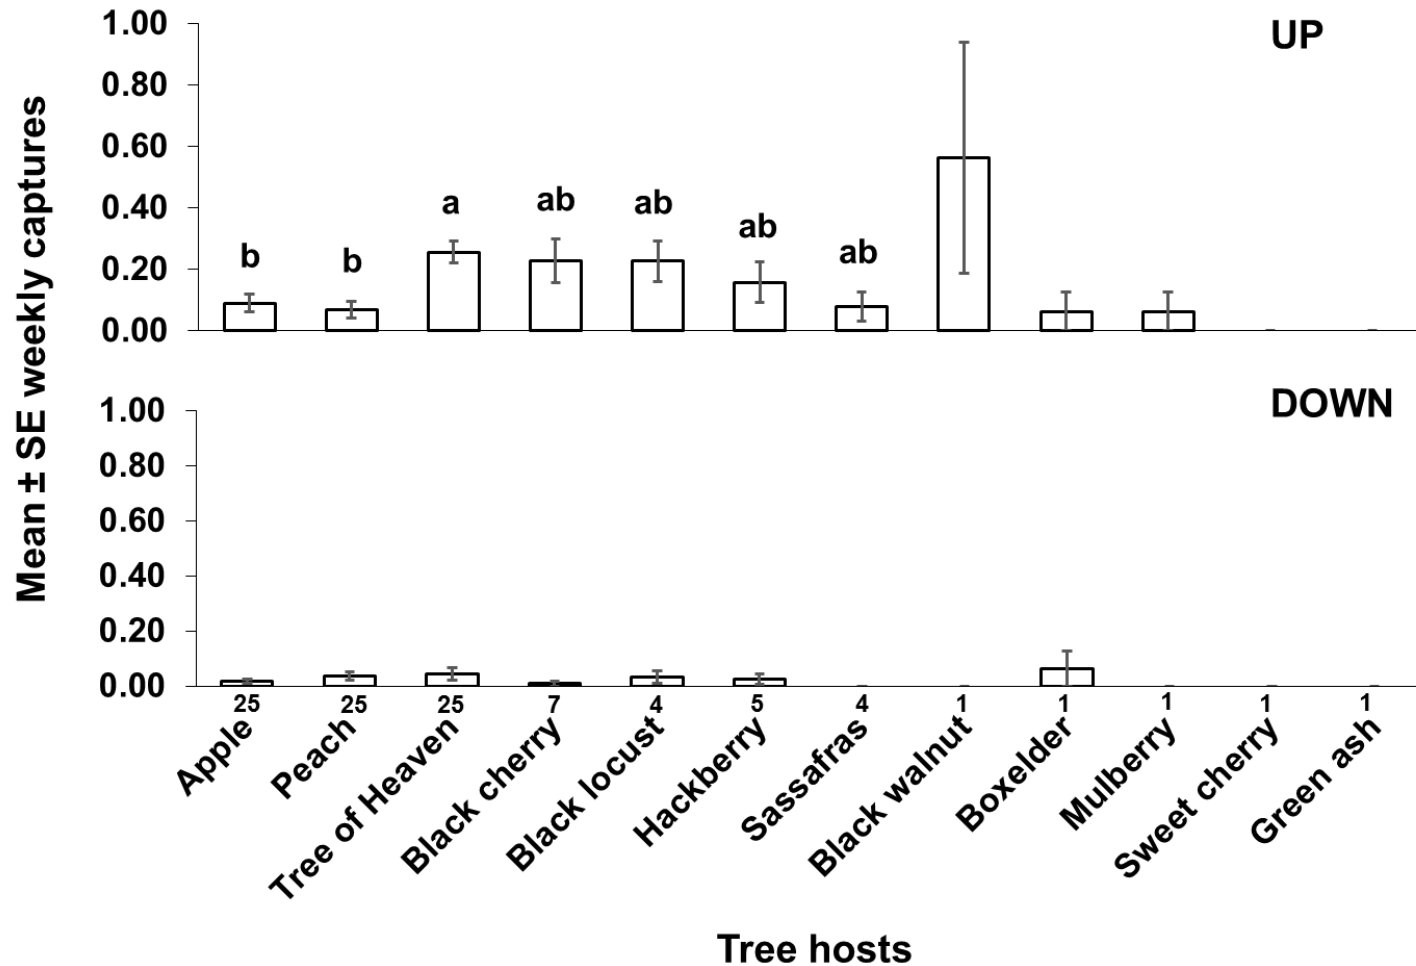 Mean ± SE weekly captures
UP
1.00
0.80
0.60
0.40
0.20
0.00
b
b
a
ab
ab
ab
ab
DOWN
1.00
0.80
0.60
0.40
0.20
0.00
25 25 25 7 4 5 4 1 1 1 1 1
Apple
Peach
Tree of Heaven
Black cherry
Black locust
Hackberry
Sassafras
Black walnut
Boxelder
Mulberry
Sweet cherry
Green ash
Tree hosts